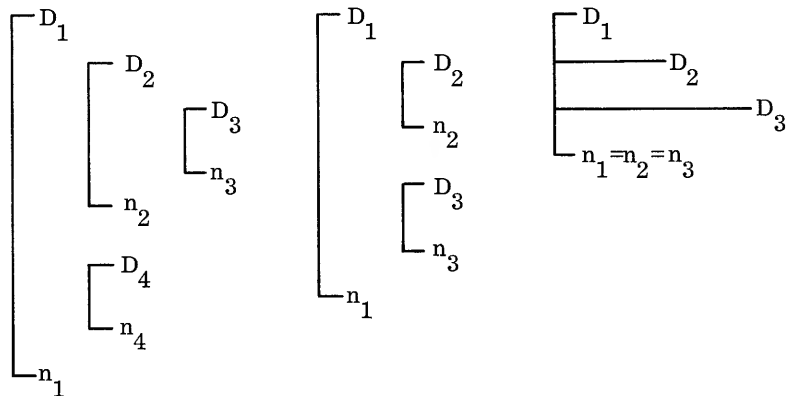 D₁
D₂
D₃
n₃
n₂
D₄
n₄
n₁
D₁
D₂
n₂
D₃
n₃
n₁
D₁
D₂
D₃
n₁=n₂=n₃